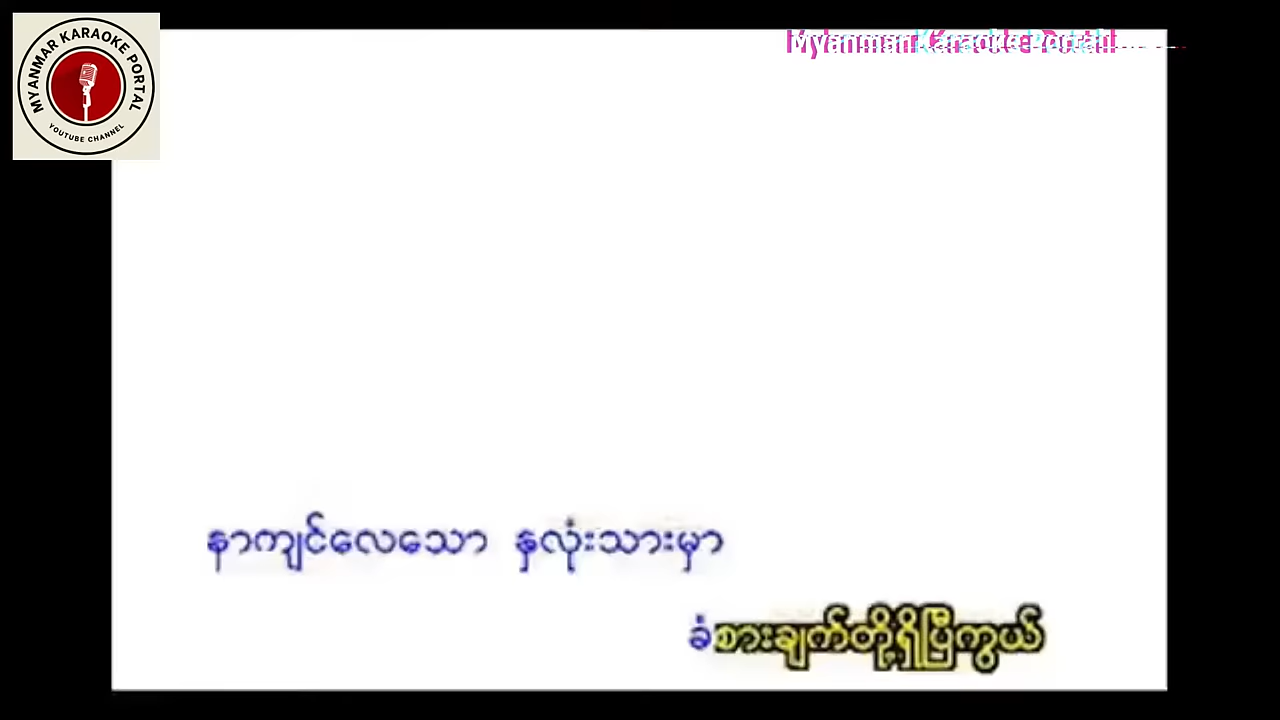 MYANMAR KARAOKE PORTAL
YOUTUBE CHANNEL
Myanmar Karaoke Portal
နာကျင်လေသော နှလုံးသားမှာ
ခံစားချက်တို့ရှိပြီကွယ်